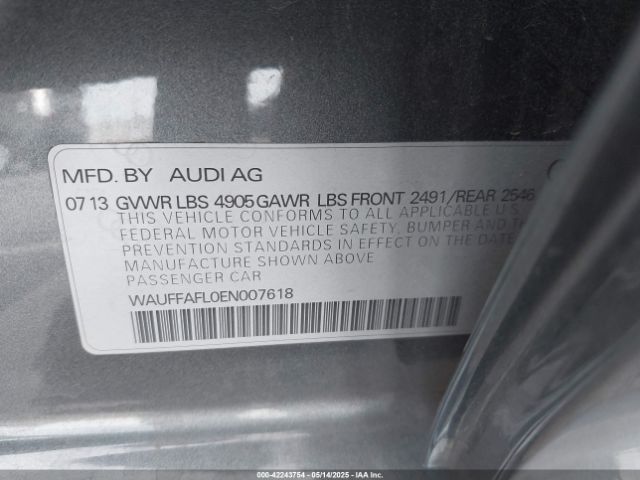 MFD. BY AUDI AG
07 13 GVWR LBS 4905 GAWR LBS FRONT 2491/REAR 2546
THIS VEHICLE CONFORMS TO ALL APPLICABLE U.S.
FEDERAL MOTOR VEHICLE SAFETY, BUMPER AND
PREVENTION STANDARDS IN EFFECT ON THE DATE
MANUFACTURE SHOWN ABOVE
PASSENGER CAR
WAUFFAFL0EN007618
000-42243754 - 05/14/2025 - IAA Inc.